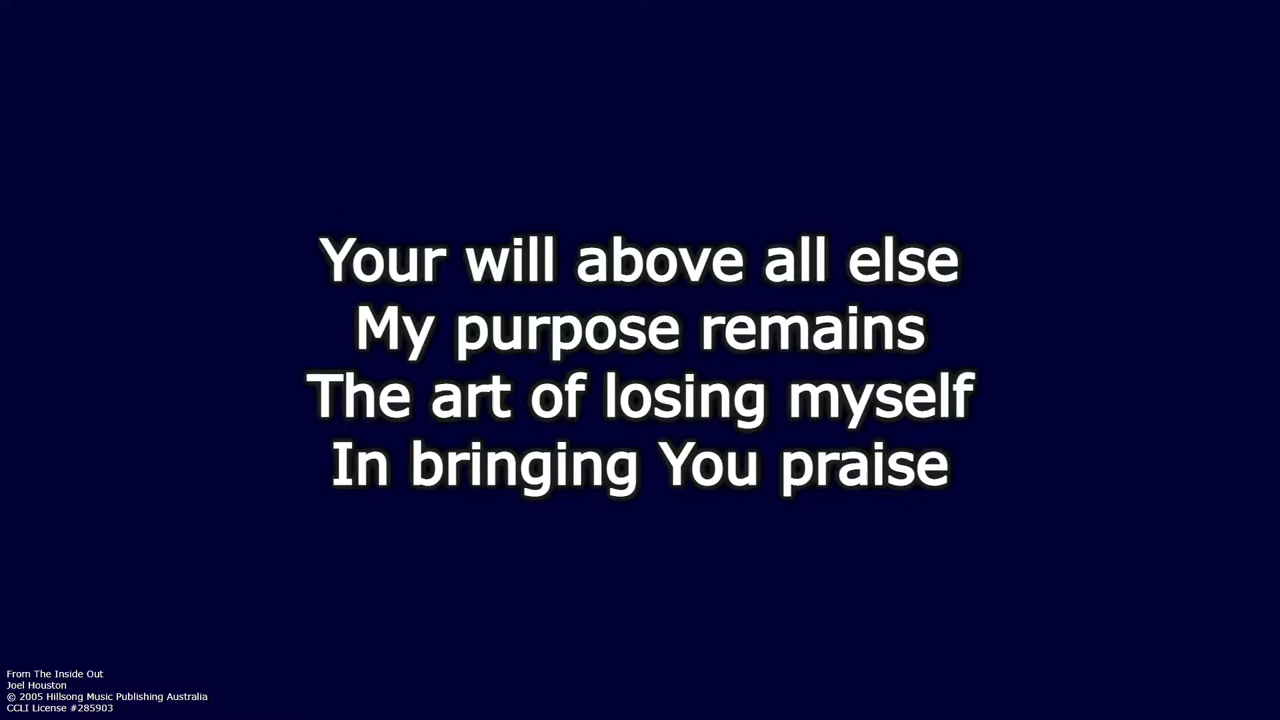 Your will above all else
My purpose remains
The art of losing myself
In bringing You praise
From The Inside Out
Joel Houston
© 2005 Hillsong Music Publishing Australia
CCLI License #285903